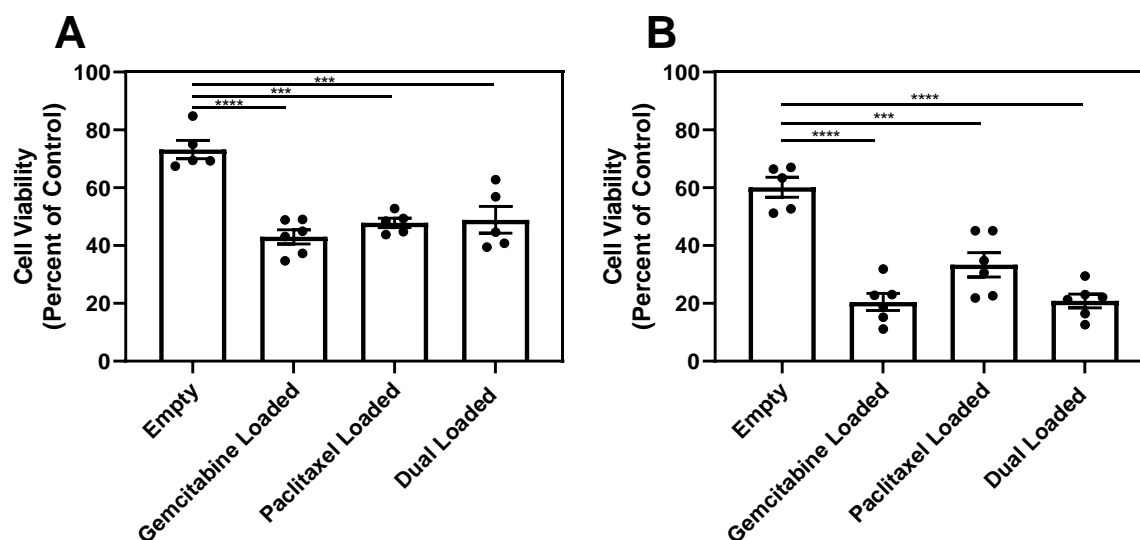 A
Cell Viability
(Percent of Control)
100
80
60
40
20
0
***
***
****
Empty
Gemcitabine Loaded
Paclitaxel Loaded
Dual Loaded
B
Cell Viability
(Percent of Control)
100
80
60
40
20
0
****
***
****
Empty
Gemcitabine Loaded
Paclitaxel Loaded
Dual Loaded